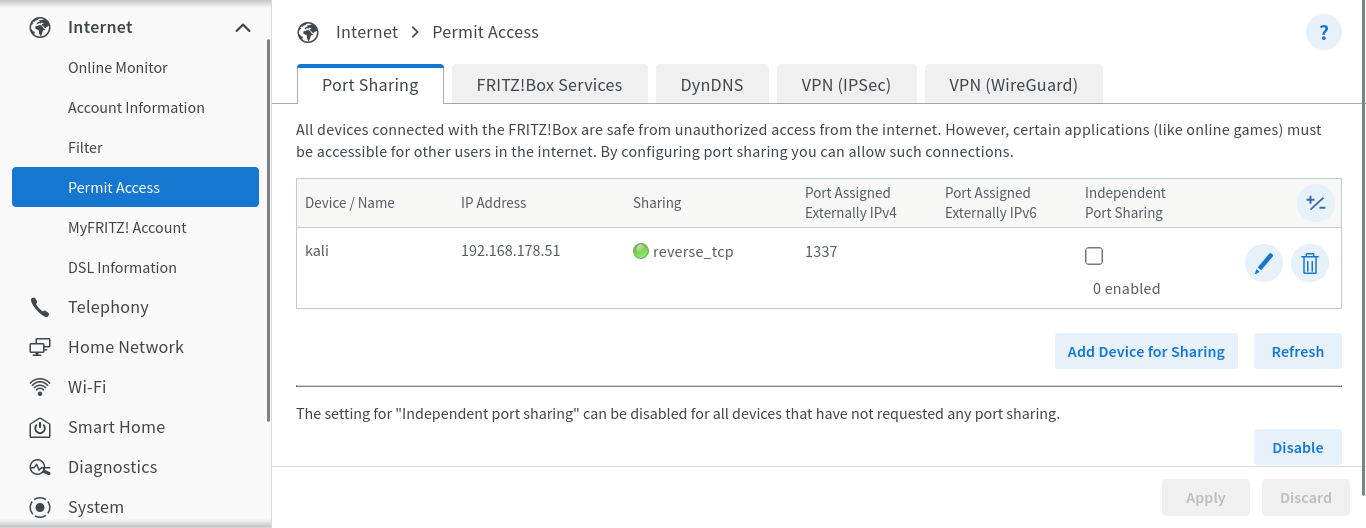 Internet
Online Monitor
Account Information
Filter
Permit Access
MyFRITZ! Account
DSL Information
Telephony
Home Network
Wi-Fi
Smart Home
Diagnostics
System
Internet > Permit Access
?
Port Sharing
FRITZ!Box Services
DynDNS
VPN (IPSec)
VPN (WireGuard)
All devices connected with the FRITZ!Box are safe from unauthorized access from the internet. However, certain applications (like online games) must
be accessible for other users in the internet. By configuring port sharing you can allow such connections.
Device / Name
IP Address
Sharing
Port Assigned
Externally IPv4
Port Assigned
Externally IPv6
Independent
Port Sharing
+/-
kali
192.168.178.51
reverse_tcp
1337
0 enabled
Add Device for Sharing
Refresh
The setting for "Independent port sharing" can be disabled for all devices that have not requested any port sharing.
Disable
Apply
Discard